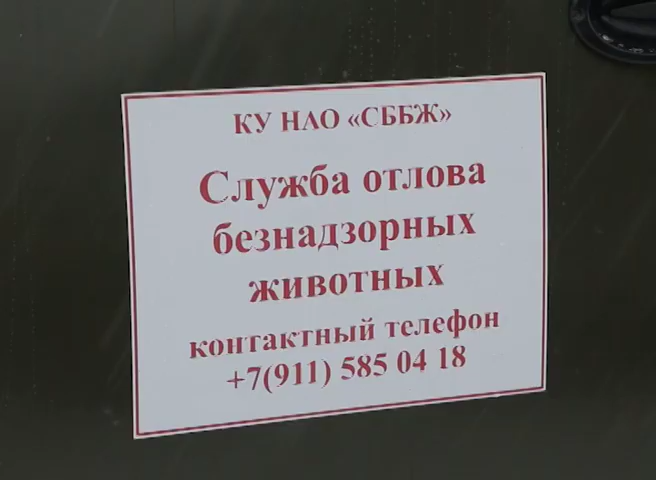 КУ НАО «СББЖ»
Служба отлова
безнадзорных
животных
контактный телефон
+7(911) 585 04 18